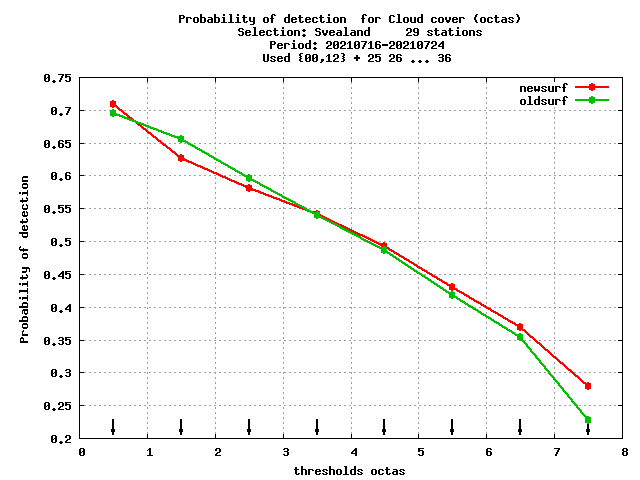 Probability of detection  for Cloud cover (octas)
Selection: Svealand     29 stations
Period: 20210716-20210724
Used {00,12} + 25 26 ... 36
newsurf
oldsurf
0.75
0.7
0.65
0.6
0.55
0.5
0.45
0.4
0.35
0.3
0.25
0.2
Probability of detection
0 1 2 3 4 5 6 7 8
thresholds octas